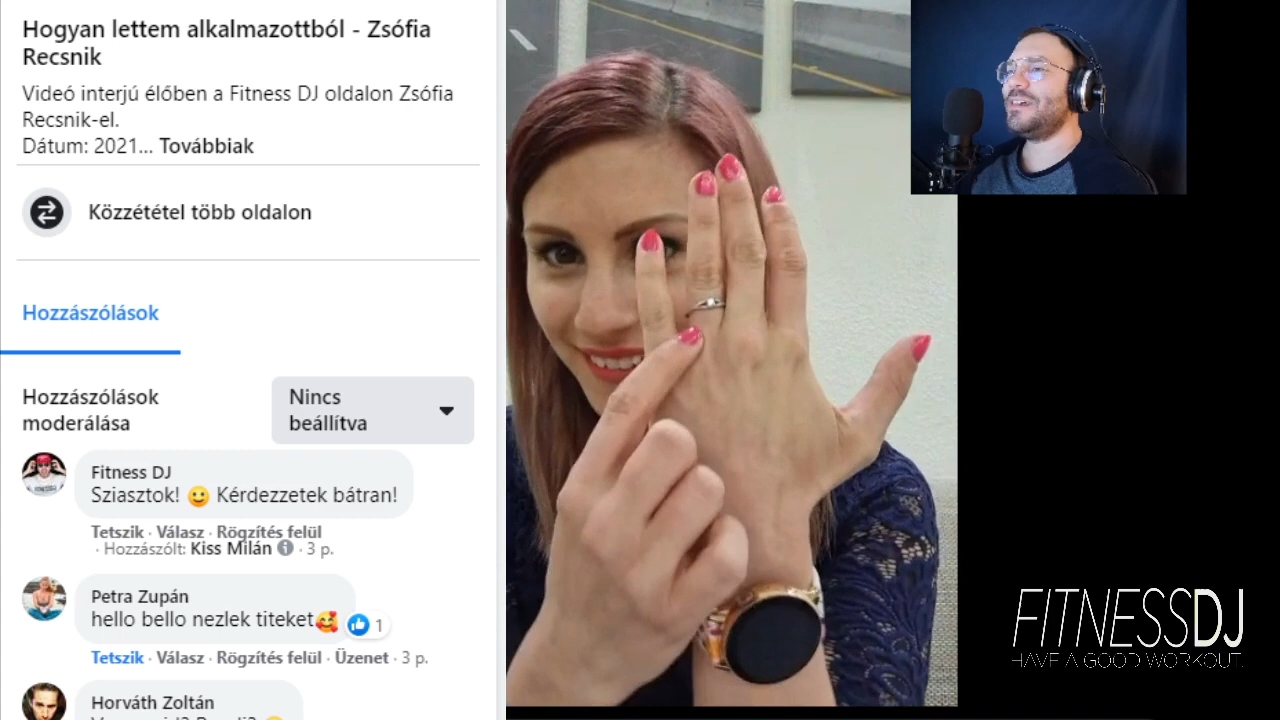 Hogyan lettem alkalmazottból - Zsófia
Recsnik
Videó interjú élőben a Fitness DJ oldalon Zsófia
Recsnik-el.
Dátum: 2021... Továbbiak
Közzététel több oldalon
Hozzászólások
Hozzászólások
moderálása
Nincs
beállítva
Fitness DJ
Sziasztok! 🙂 Kérdezzetek bátran!
Tetszik · Válasz · Rögzítés felül
· Hozzászólt: Kiss Milán · 3 p.
Petra Zupán
hello bello nezlek titeket🥰
1
Tetszik · Válasz · Rögzítés felül · Üzenet · 3 p.
Horváth Zoltán
FITNESSDJ
HAVE A GOOD WORKOUT.